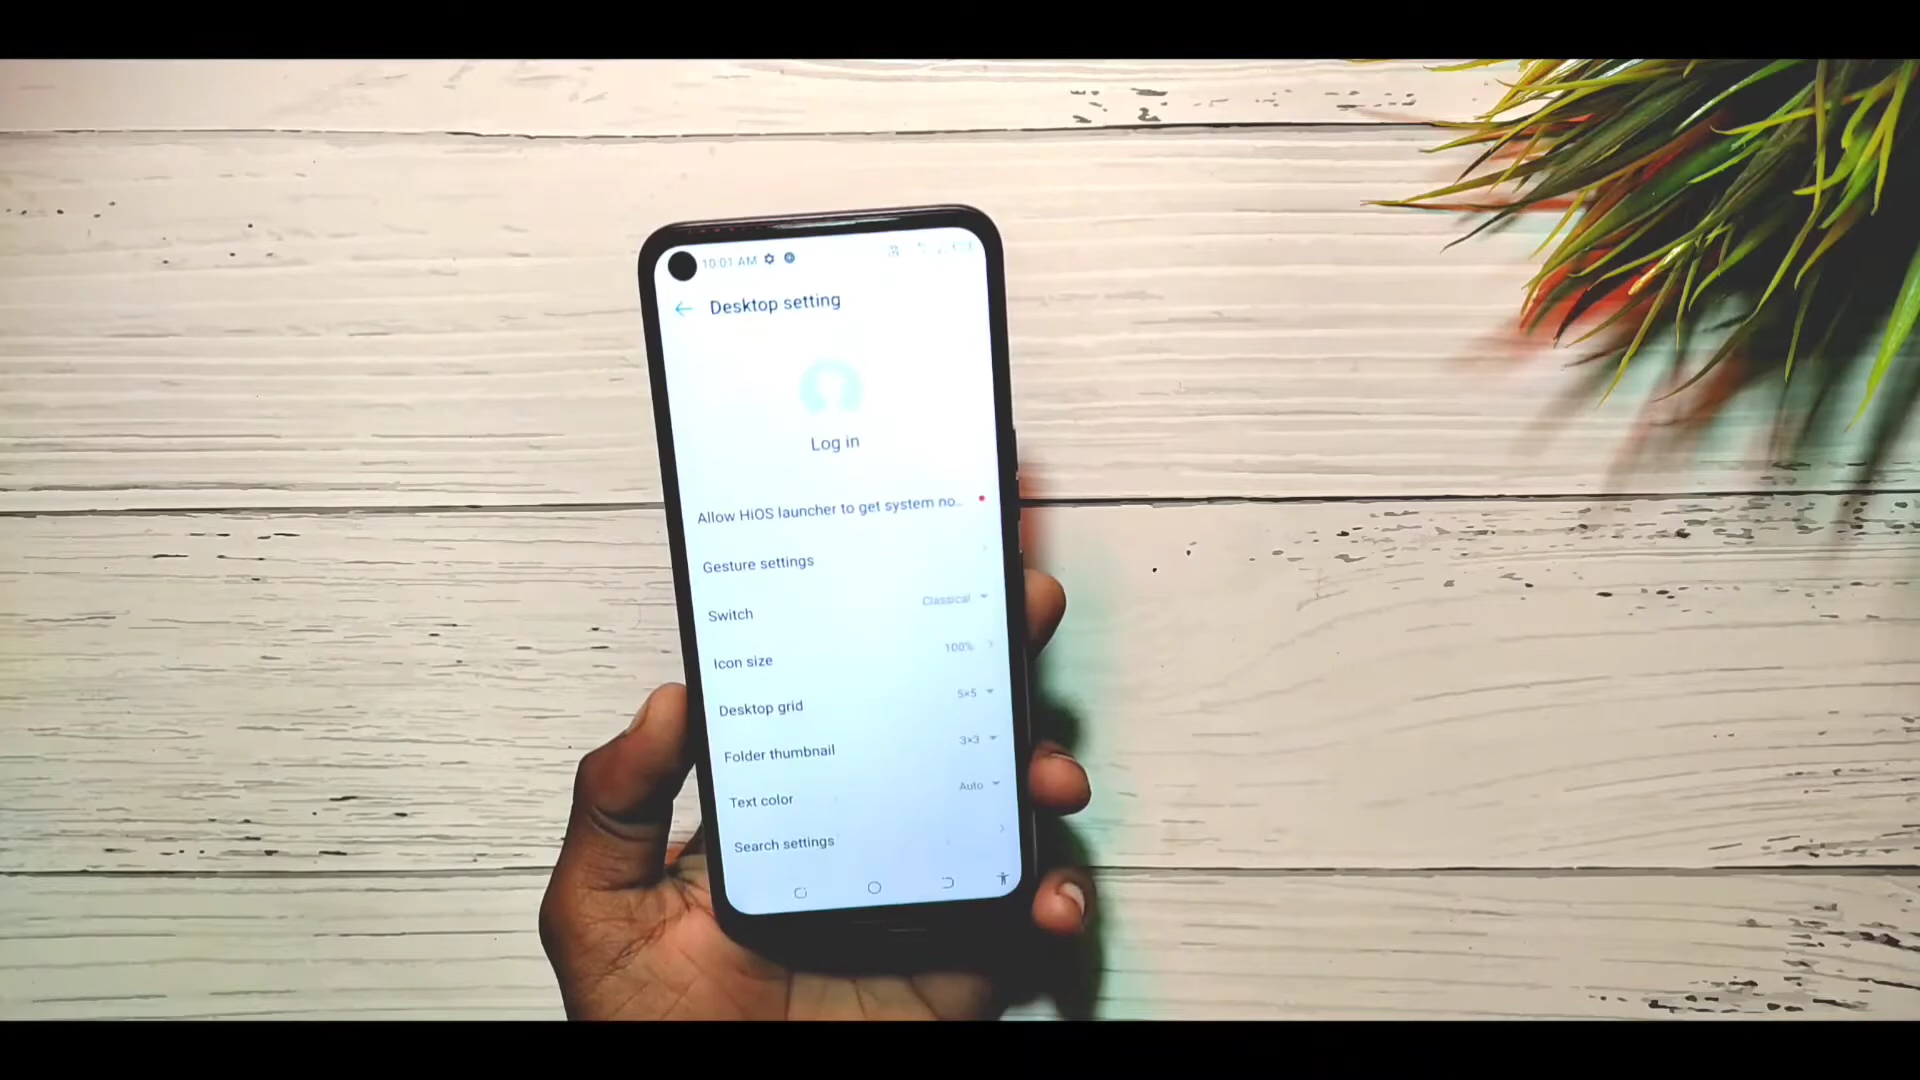 10:01 AM
Desktop setting
Log in
Allow HiOS launcher to get system no...
Gesture settings
Switch Classical
Icon size 100%
Desktop grid 5×5
Folder thumbnail 3×3
Text color Auto
Search settings